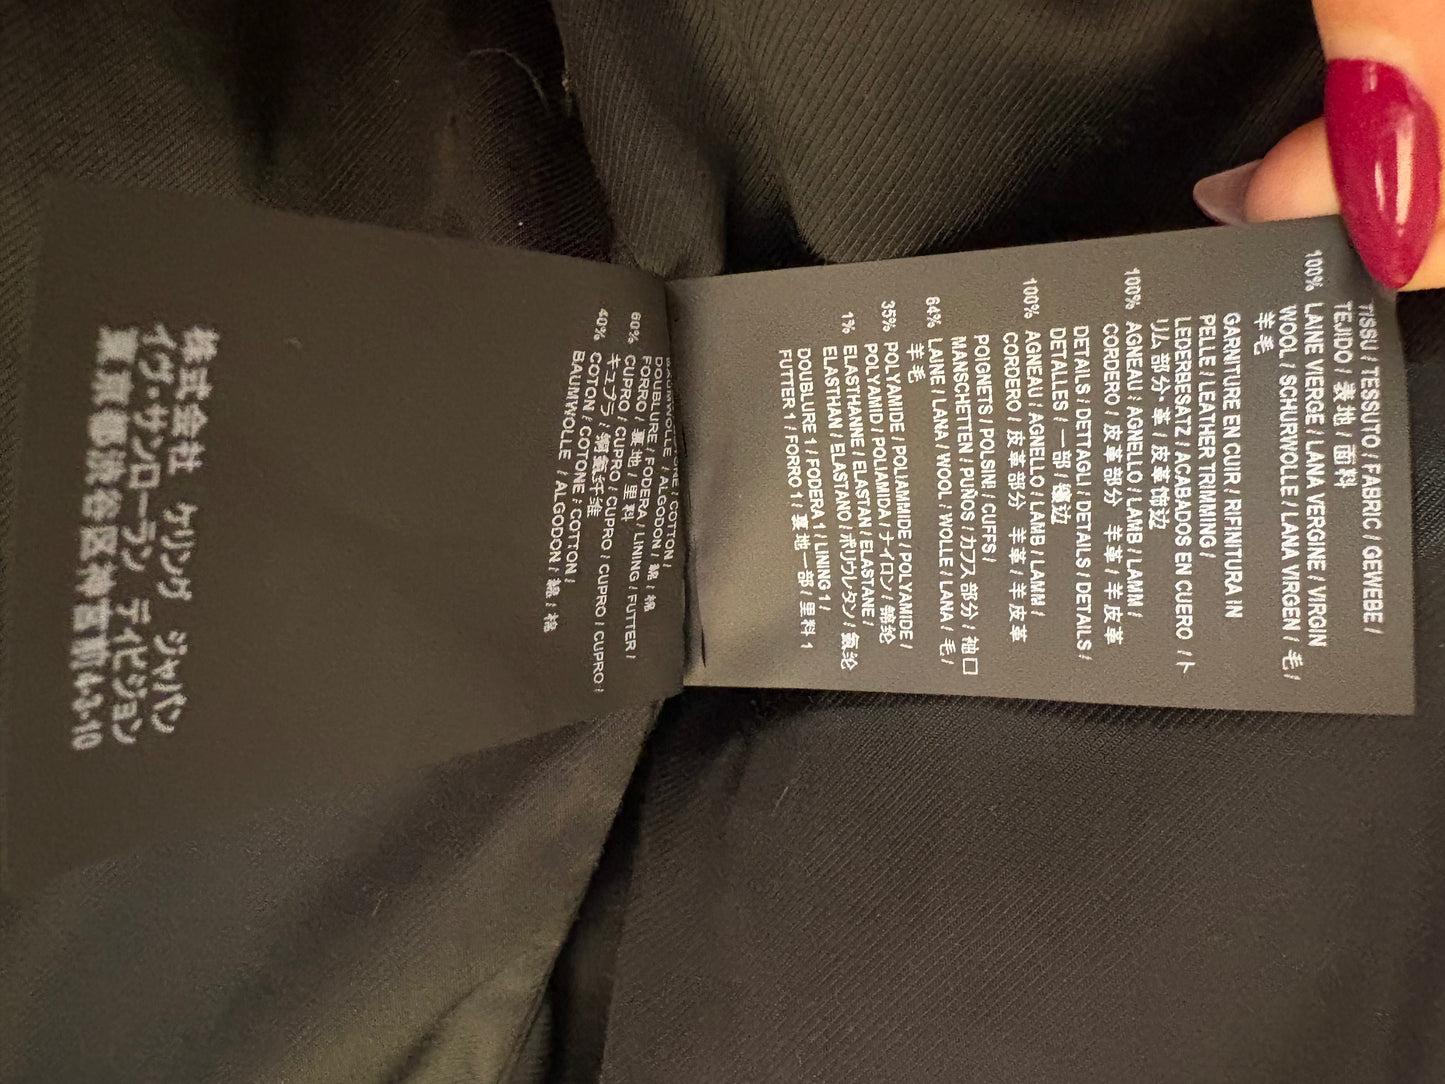 TISSU / TESSUTO / FABRIC / GEWEBE /
TEJIDO / 表地 / 面料
100% LAINE VIERGE / LANA VERGINE / VIRGIN
WOOL / SCHURWOLLE / LANA VIRGEN / 毛 /
羊毛
GARNITURE EN CUIR / RIFINITURA IN
PELLE / LEATHER TRIMMING /
LEDERBESATZ / ACABADOS EN CUERO / ト
リム部分・革 / 皮革饰边
100% AGNEAU / AGNELLO / LAMB / LAMM /
CORDERO / 皮革部分 羊革 / 羊皮革
DETAILS / DETTAGLI / DETAILS / DETAILS /
DETALLES / 一部 / 镶边
100% AGNEAU / AGNELLO / LAMB / LAMM /
CORDERO / 皮革部分 羊革 / 羊皮革
POIGNETS / POLSINI / CUFFS /
MANSCHETTEN / PUÑOS / カフス部分 / 袖口
64% LAINE / LANA / WOOL / WOLLE / LANA / 毛 /
羊毛
35% POLYAMIDE / POLIAMMIDE / POLYAMIDE /
POLYAMID / POLIAMIDA / ナイロン / 锦纶
1% ELASTHANNE / ELASTAN / ELASTANE /
ELASTHAN / ELASTANO / ポリウレタン / 氨纶
DOUBLURE 1 / FODERA 1 / LINING 1 /
FUTTER 1 / FORRO 1 / 裏地一部 / 里料 1
COTTON /
BAUMWOLLE / ALGODON / 綿 / 棉
DOUBLURE / FODERA / LINING / FUTTER /
FORRO / 裏地 / 里料
60% CUPRO / CUPRO / CUPRO / CUPRO / CUPRO /
キュプラ / 铜氨纤维
40% COTON / COTONE / COTTON /
BAUMWOLLE / ALGODON / 綿 / 棉
株式会社 ケリング ジャパン
イヴ・サンローラン ディビジョン
東京都渋谷区神宮前4-3-10